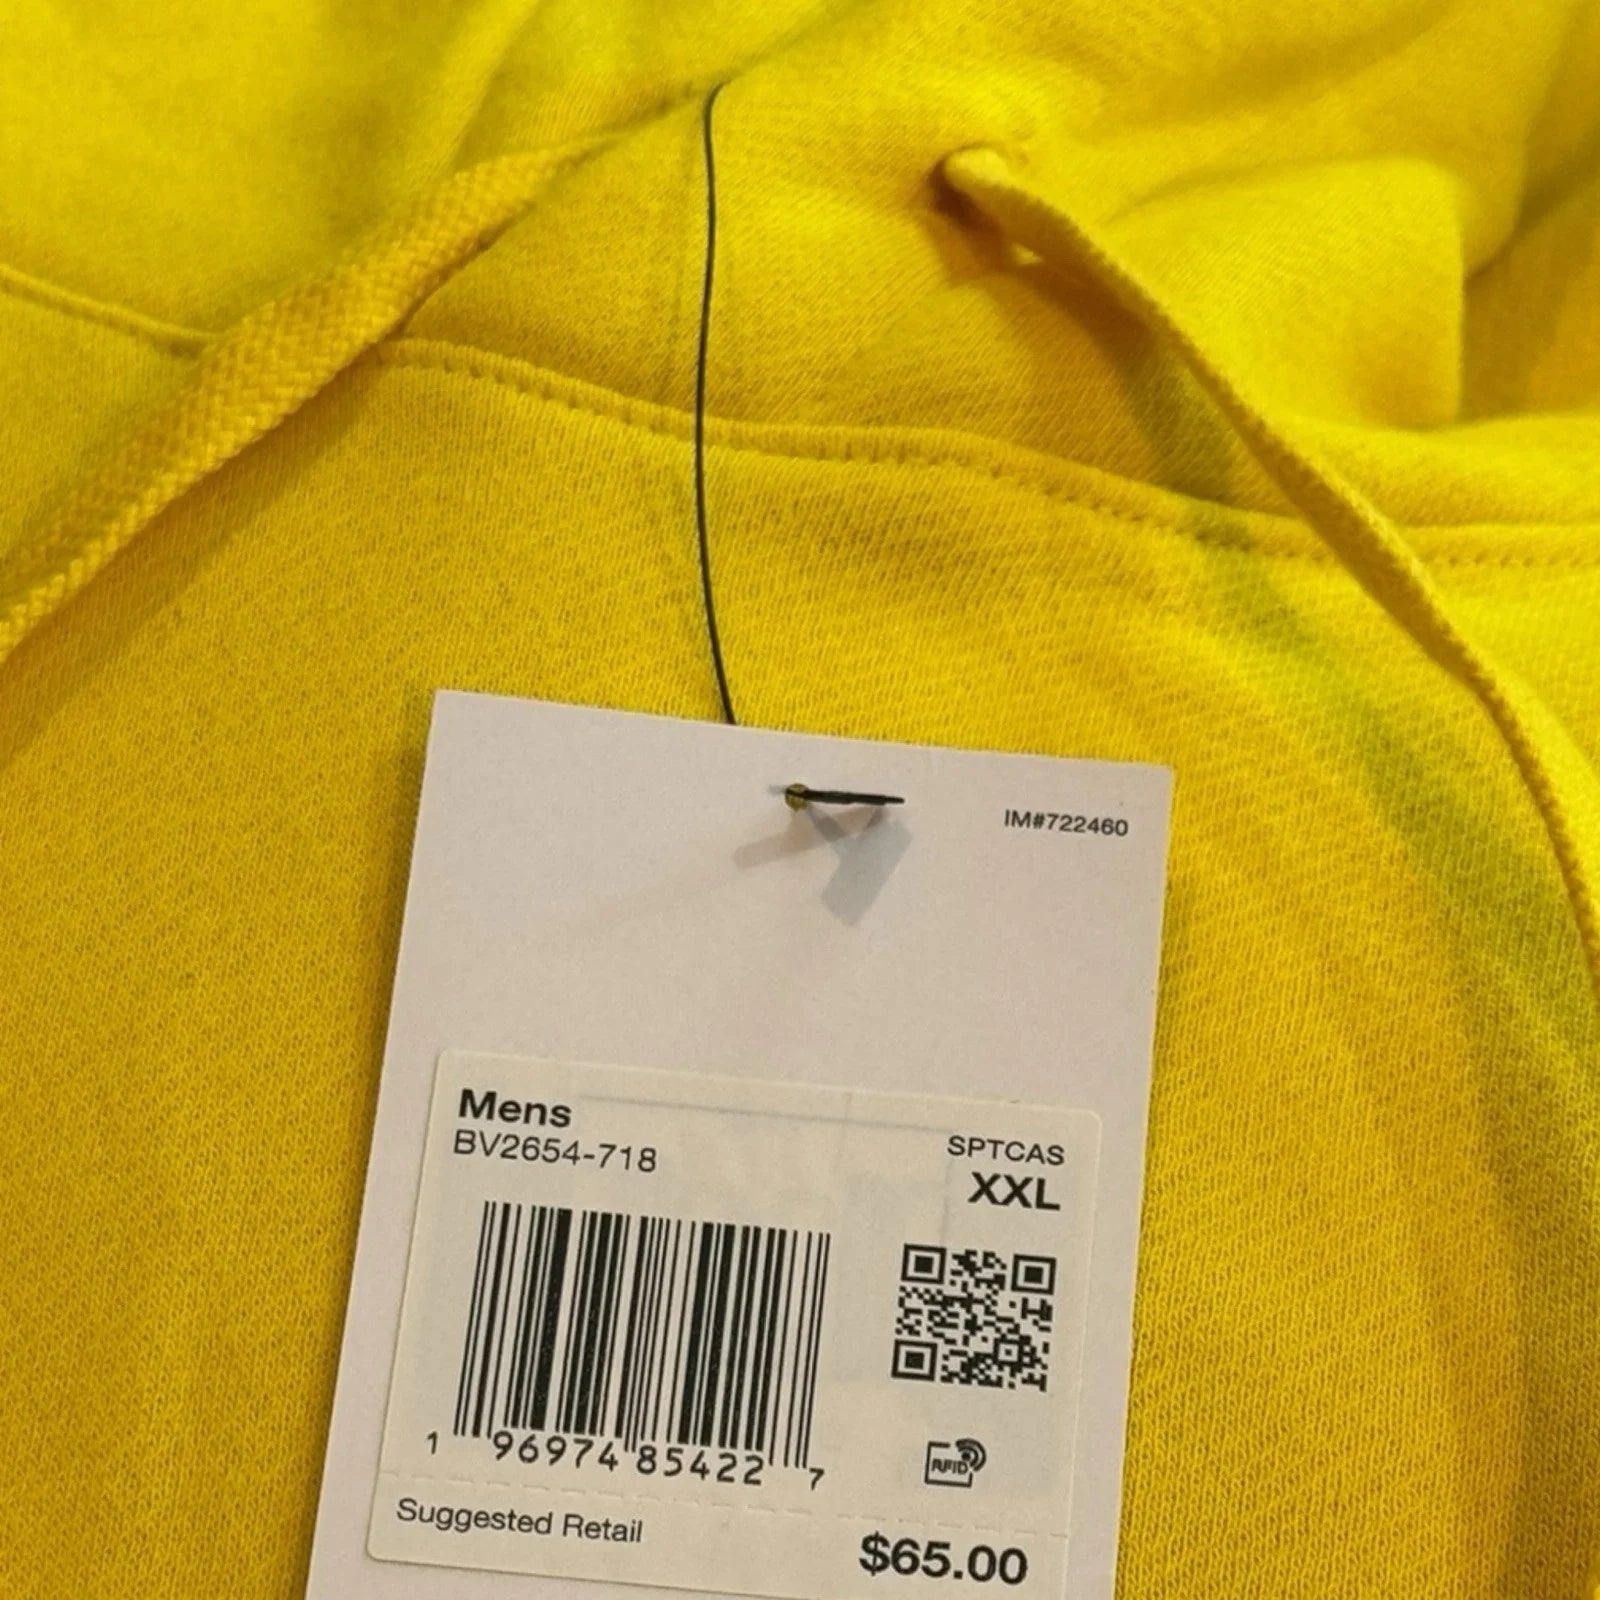 IM#722460
Mens
BV2654-718
SPTCAS
XXL
1 96974 85422 7
RFID
Suggested Retail
$65.00